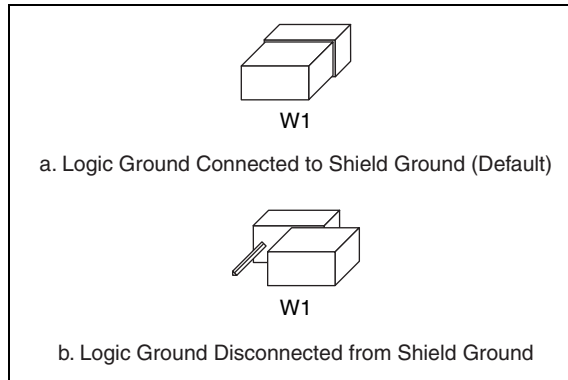 W1
a. Logic Ground Connected to Shield Ground (Default)
W1
b. Logic Ground Disconnected from Shield Ground